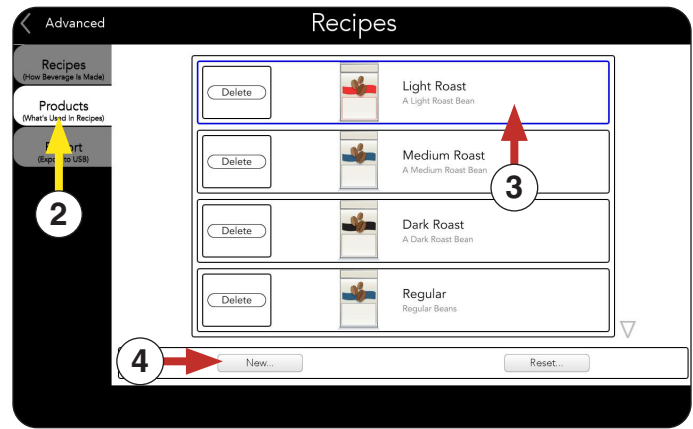 Advanced
Recipes
Recipes
(How Beverage Is Made)
Products
(What's Used In Recipes)
(Export to USB)
2
Delete
Light Roast
A Light Roast Bean
3
Delete
Medium Roast
A Medium Roast Bean
Delete
Dark Roast
A Dark Roast Bean
Delete
Regular
Regular Beans
4
New...
Reset...